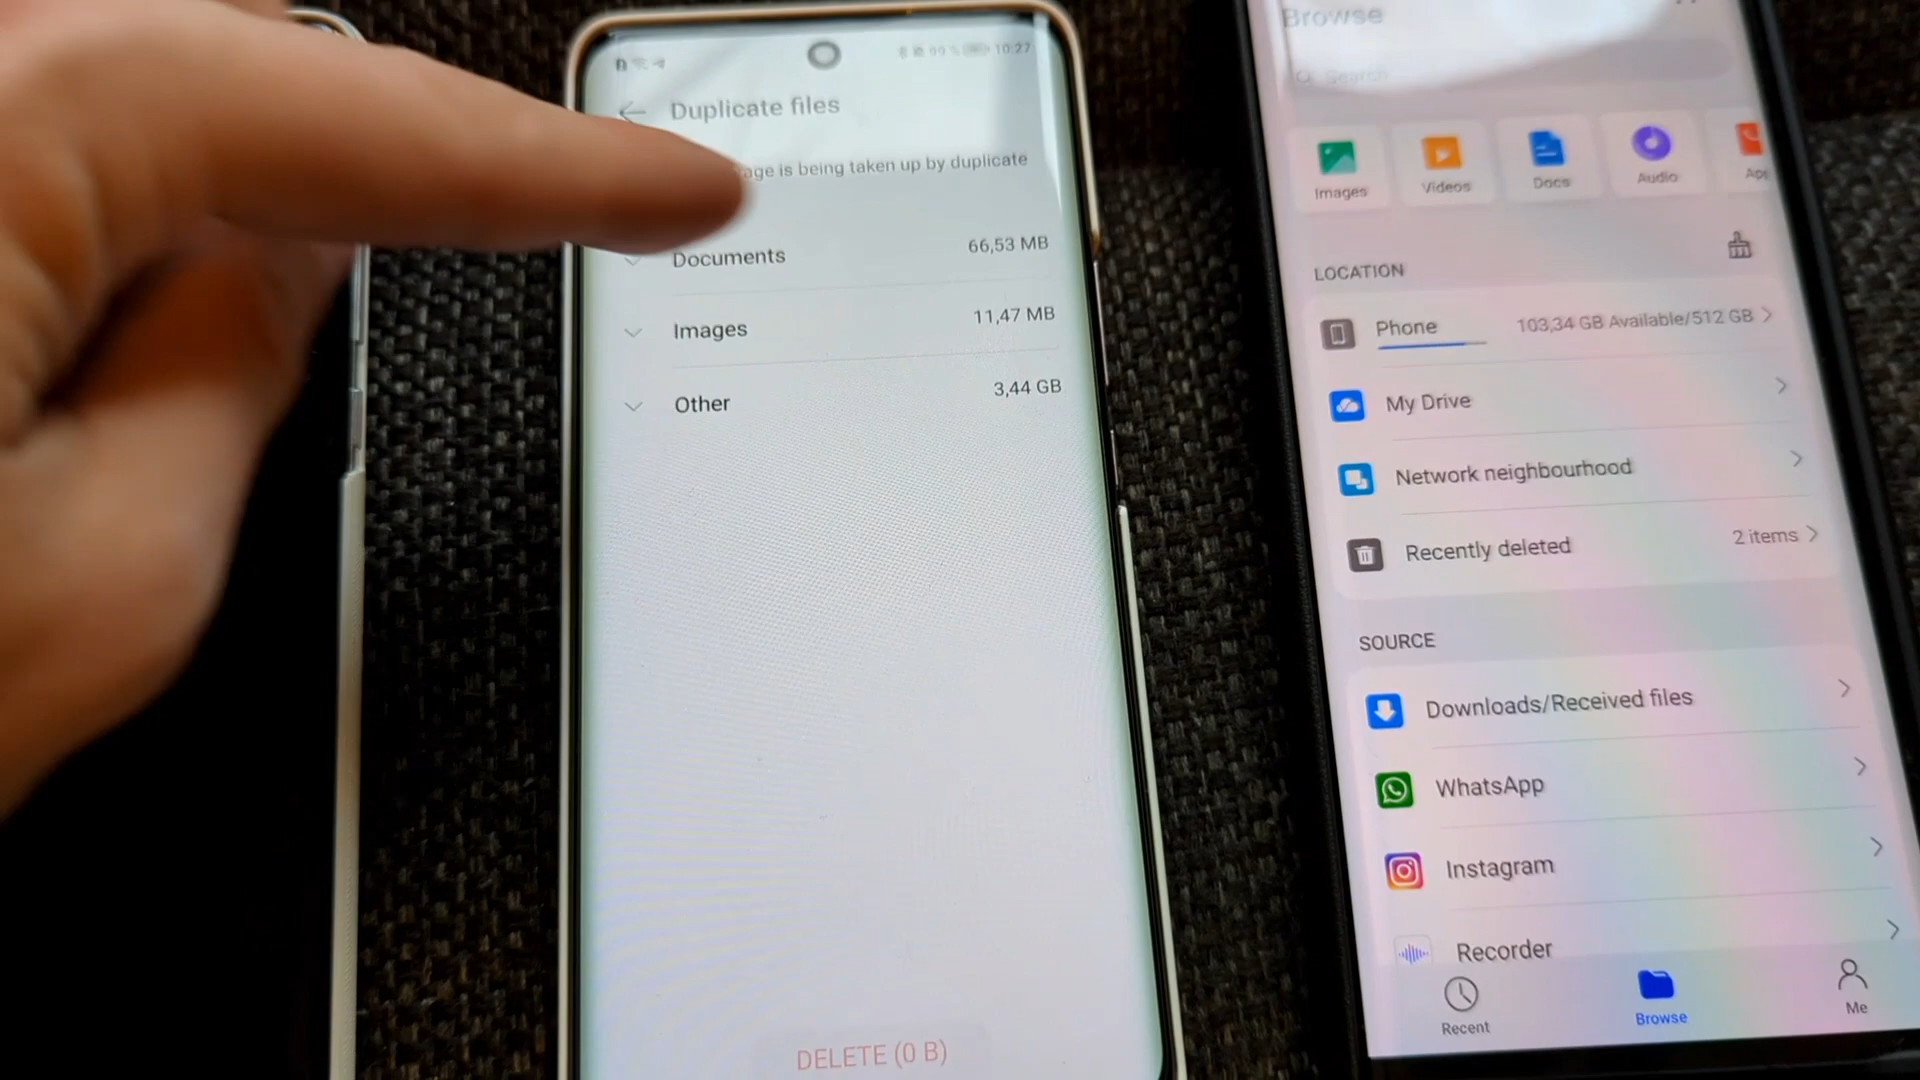 99 % 10:27
Duplicate files
age is being taken up by duplicate
Documents 66,53 MB
Images 11,47 MB
Other 3,44 GB
DELETE (0 B)
Browse
Search
Images Videos Docs Audio Ap
LOCATION
Phone 103,34 GB Available/512 GB
My Drive
Network neighbourhood
Recently deleted 2 items
SOURCE
Downloads/Received files
WhatsApp
Instagram
Recorder
Recent Browse Me